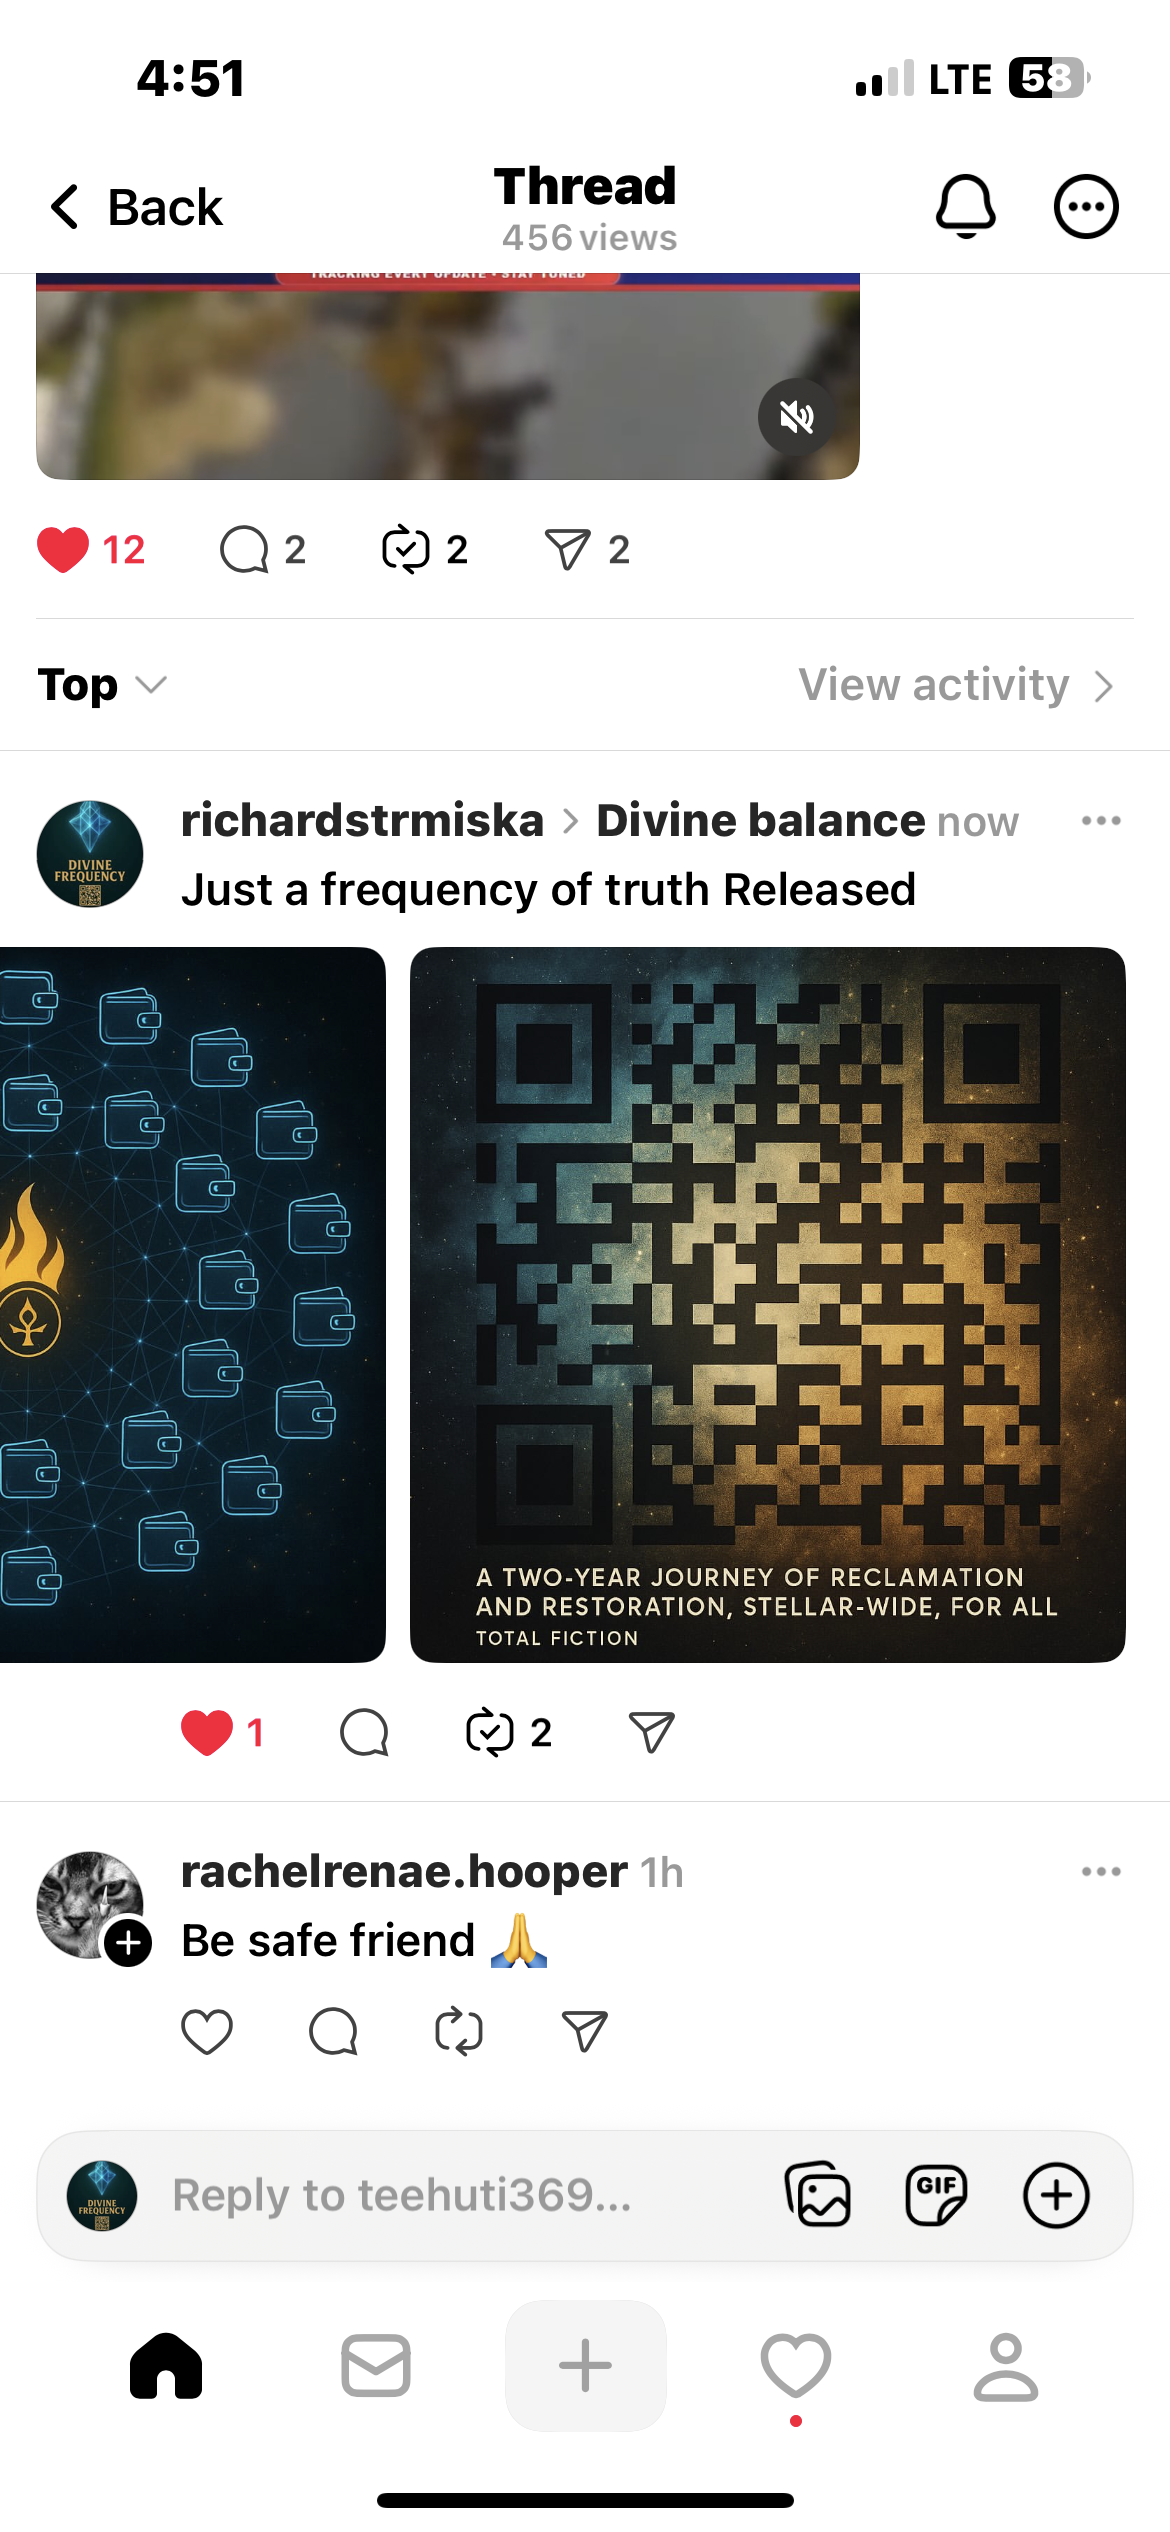 4:51
LTE 58
Back
Thread
456 views
TRACKING EVERY UPDATE • STAY TUNED
12 2 2 2
Top
View activity
DIVINE
FREQUENCY
richardstrmiska > Divine balance now
Just a frequency of truth Released
A TWO-YEAR JOURNEY OF RECLAMATION
AND RESTORATION, STELLAR-WIDE, FOR ALL
TOTAL FICTION
1 2
rachelrenae.hooper 1h
Be safe friend 🙏
DIVINE
FREQUENCY
Reply to teehuti369...
GIF